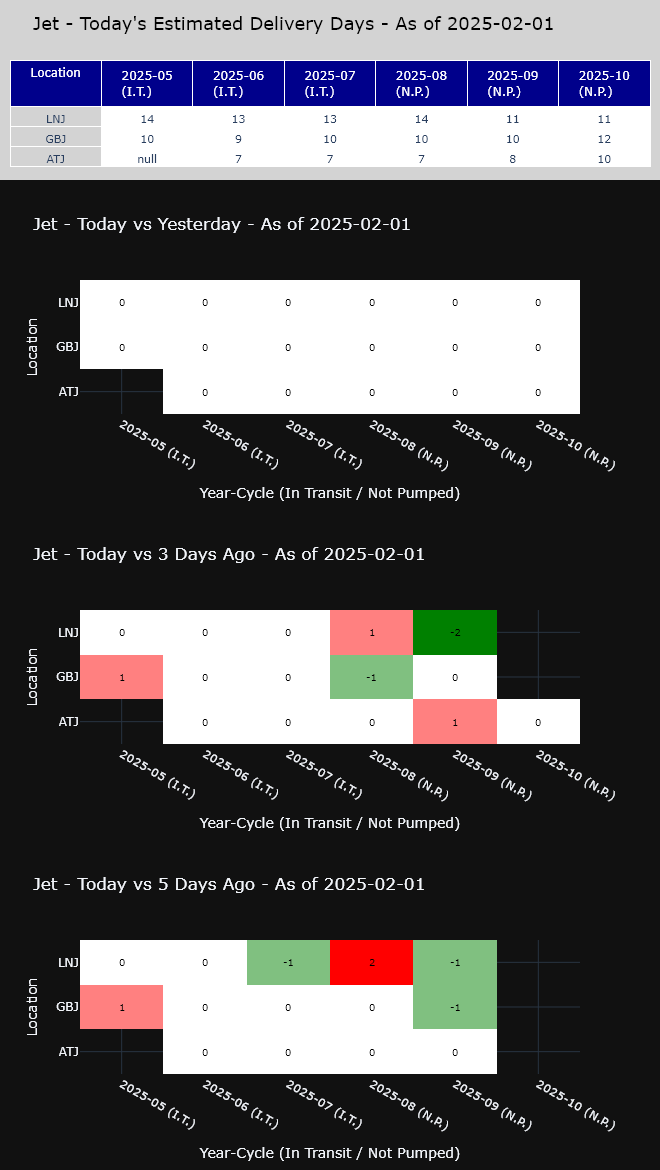 Jet - Today's Estimated Delivery Days - As of 2025-02-01
Location 2025-05 (I.T.) 2025-06 (I.T.) 2025-07 (I.T.) 2025-08 (N.P.) 2025-09 (N.P.) 2025-10 (N.P.)
LNJ 14 13 13 14 11 11
GBJ 10 9 10 10 10 12
ATJ null 7 7 7 8 10
Jet - Today vs Yesterday - As of 2025-02-01
Location
LNJ 0 0 0 0 0 0
GBJ 0 0 0 0 0 0
ATJ 0 0 0 0 0
2025-05 (I.T.) 2025-06 (I.T.) 2025-07 (I.T.) 2025-08 (N.P.) 2025-09 (N.P.) 2025-10 (N.P.)
Year-Cycle (In Transit / Not Pumped)
Jet - Today vs 3 Days Ago - As of 2025-02-01
Location
LNJ 0 0 0 1 -2
GBJ 1 0 0 -1 0
ATJ 0 0 0 1 0
2025-05 (I.T.) 2025-06 (I.T.) 2025-07 (I.T.) 2025-08 (N.P.) 2025-09 (N.P.) 2025-10 (N.P.)
Year-Cycle (In Transit / Not Pumped)
Jet - Today vs 5 Days Ago - As of 2025-02-01
Location
LNJ 0 0 -1 2 -1
GBJ 1 0 0 0 -1
ATJ 0 0 0 0
2025-05 (I.T.) 2025-06 (I.T.) 2025-07 (I.T.) 2025-08 (N.P.) 2025-09 (N.P.) 2025-10 (N.P.)
Year-Cycle (In Transit / Not Pumped)